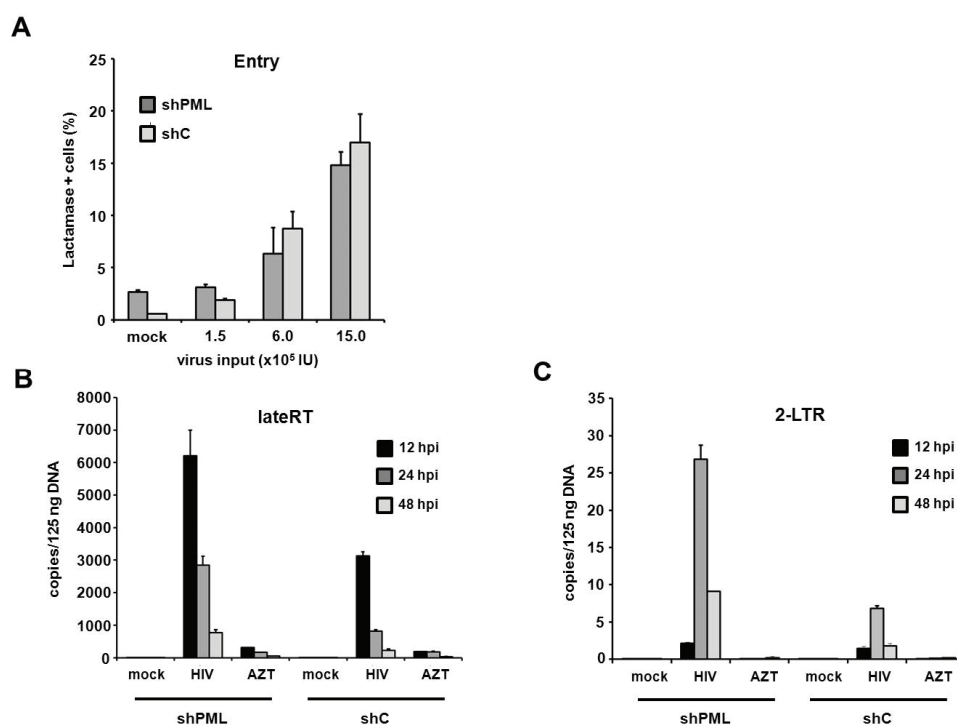 A
Entry
25
20
15
10
5
0
Lactamase + cells (%)
shPML
shC
mock 1.5 6.0 15.0
virus input (x10⁵ IU)
B
lateRT
8000
7000
6000
5000
4000
3000
2000
1000
0
copies/125 ng DNA
12 hpi
24 hpi
48 hpi
mock HIV AZT mock HIV AZT
shPML shC
C
2-LTR
35
30
25
20
15
10
5
0
copies/125 ng DNA
12 hpi
24 hpi
48 hpi
mock HIV AZT mock HIV AZT
shPML shC